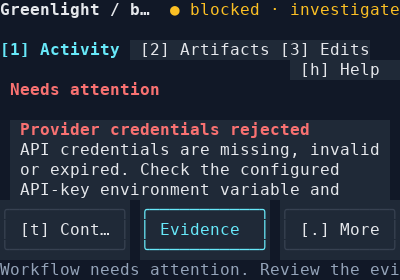 Greenlight / b… ● blocked · investigate
[1] Activity [2] Artifacts [3] Edits
[h] Help
Needs attention
Provider credentials rejected
API credentials are missing, invalid
or expired. Check the configured
API-key environment variable and
[t] Cont… Evidence [.] More
Workflow needs attention. Review the evi